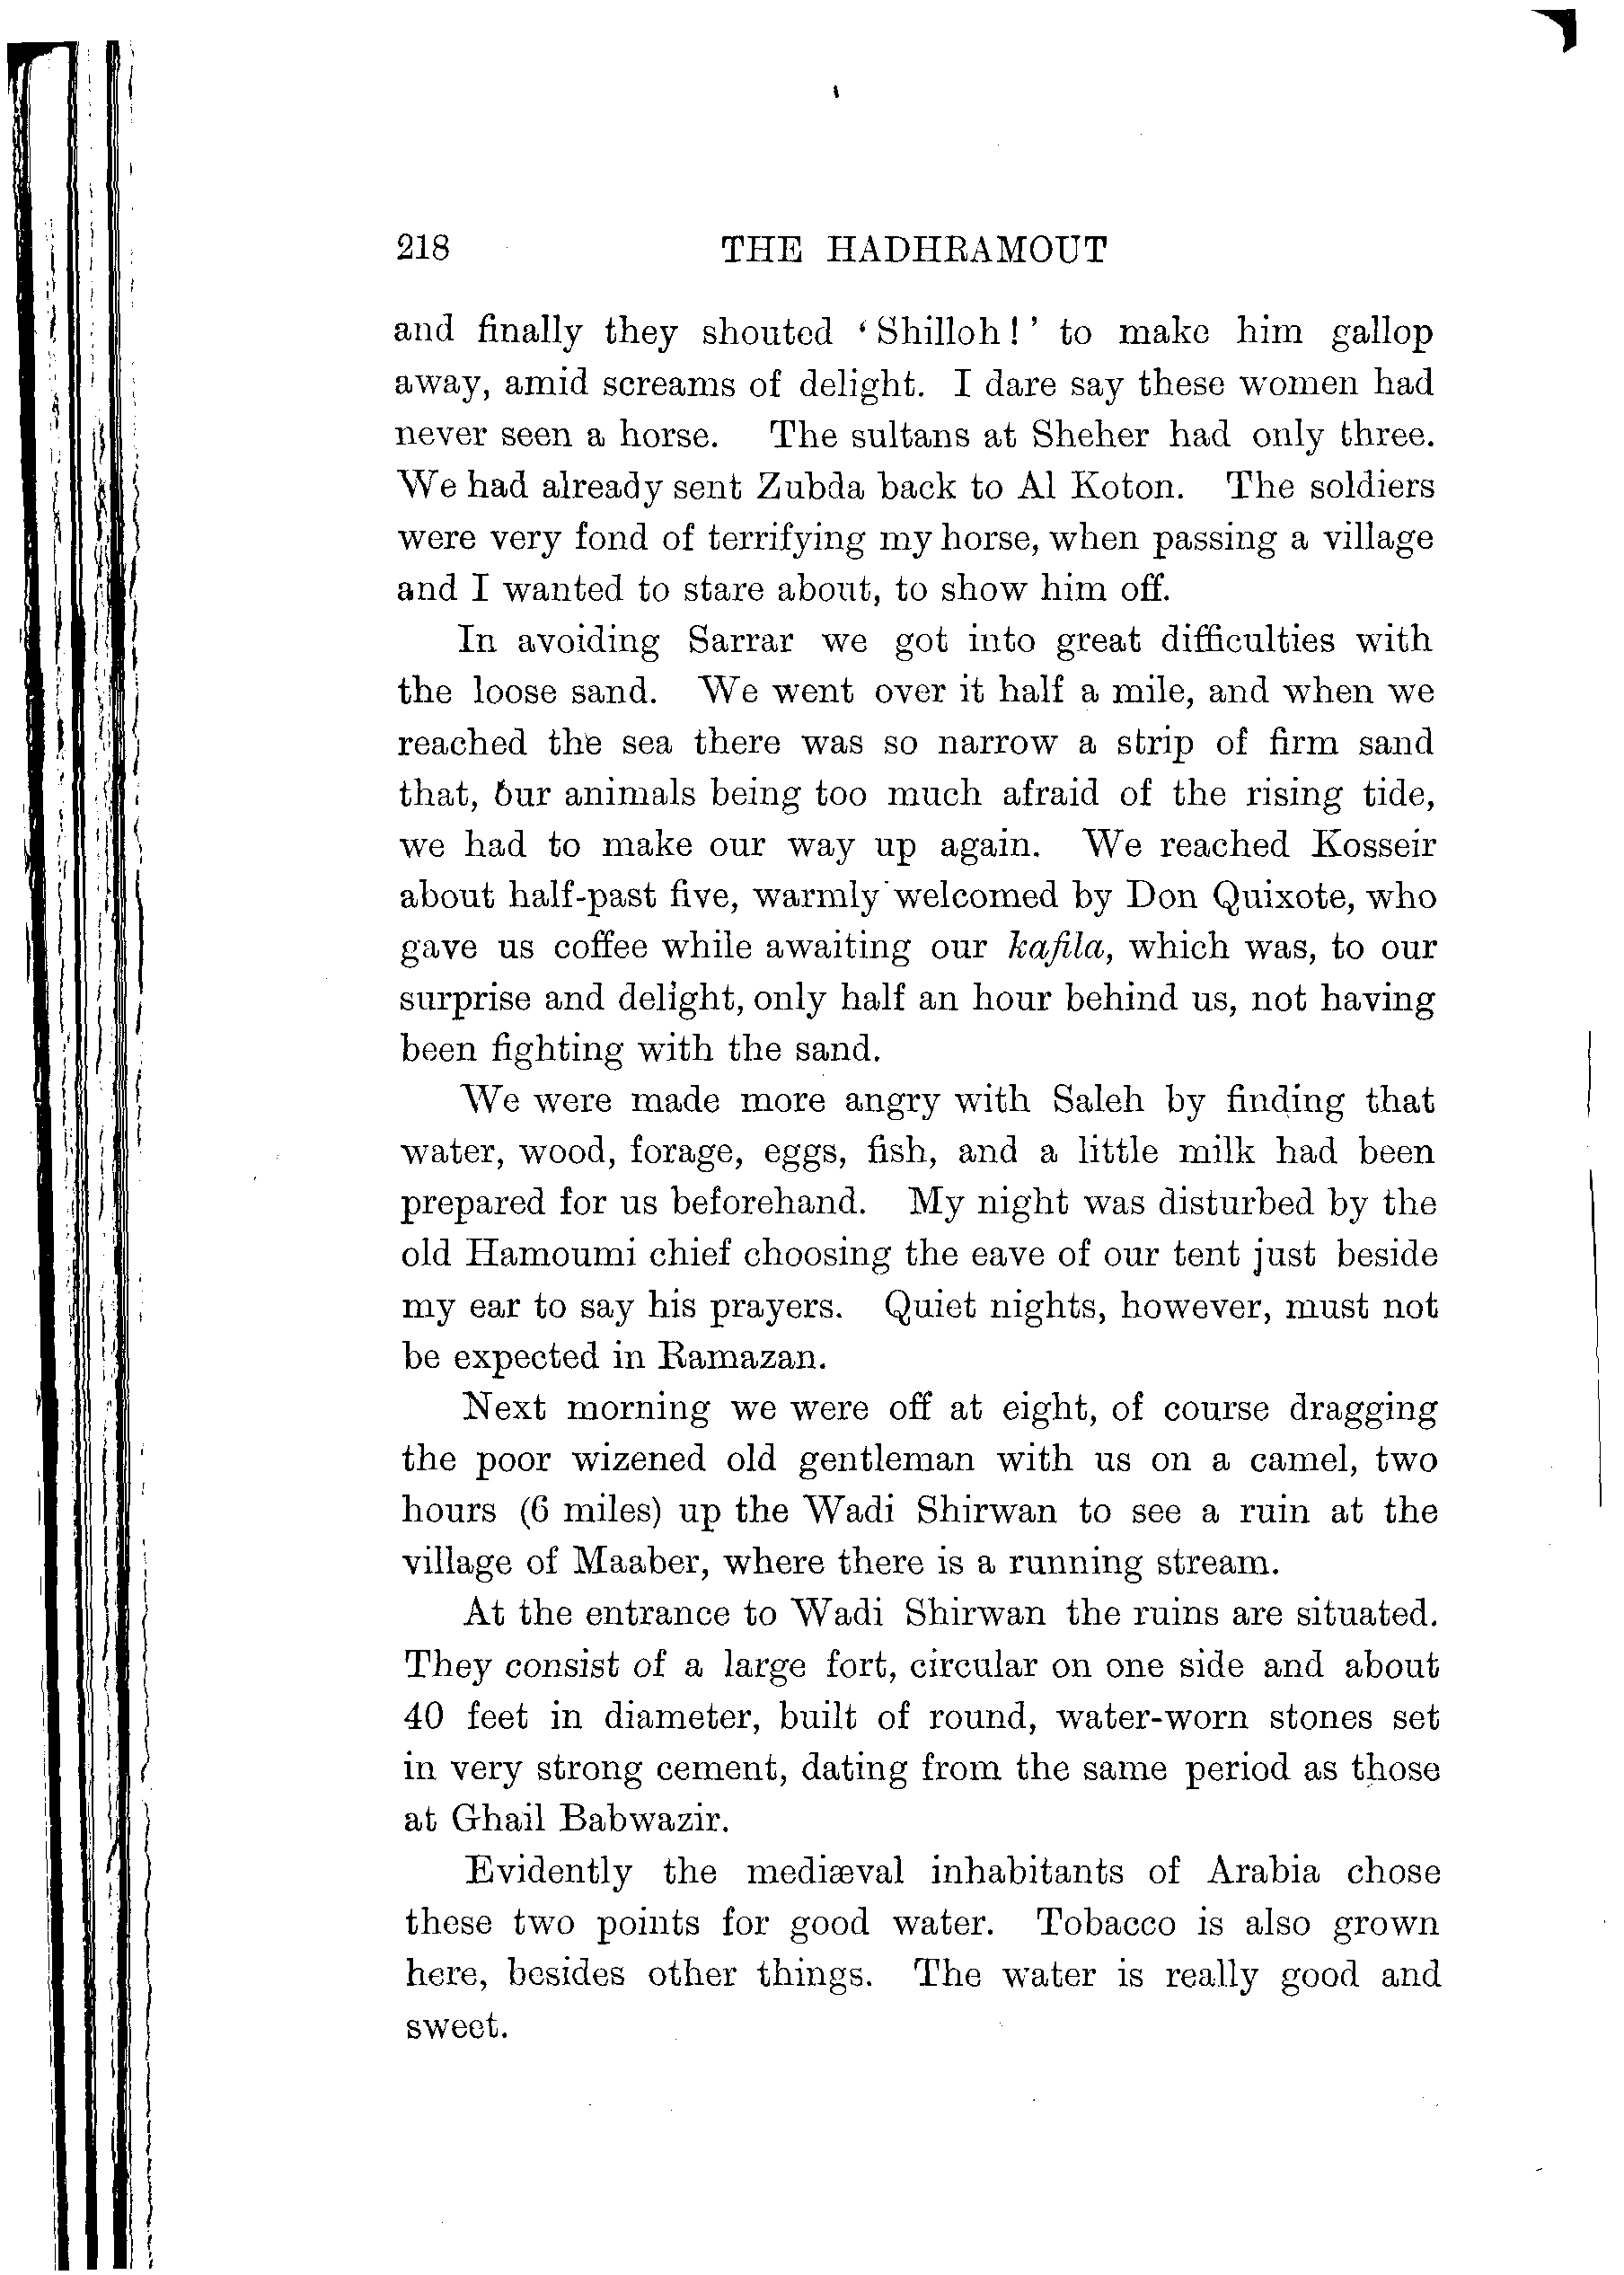 218 THE HADHRAMOUT
and finally they shouted ‘Shilloh!’ to make him gallop
away, amid screams of delight. I dare say these women had
never seen a horse. The sultans at Sheher had only three.
We had already sent Zubda back to Al Koton. The soldiers
were very fond of terrifying my horse, when passing a village
and I wanted to stare about, to show him off.
In avoiding Sarrar we got into great difficulties with
the loose sand. We went over it half a mile, and when we
reached the sea there was so narrow a strip of firm sand
that, our animals being too much afraid of the rising tide,
we had to make our way up again. We reached Kosseir
about half-past five, warmly welcomed by Don Quixote, who
gave us coffee while awaiting our kafila, which was, to our
surprise and delight, only half an hour behind us, not having
been fighting with the sand.
We were made more angry with Saleh by finding that
water, wood, forage, eggs, fish, and a little milk had been
prepared for us beforehand. My night was disturbed by the
old Hamoumi chief choosing the eave of our tent just beside
my ear to say his prayers. Quiet nights, however, must not
be expected in Ramazan.
Next morning we were off at eight, of course dragging
the poor wizened old gentleman with us on a camel, two
hours (6 miles) up the Wadi Shirwan to see a ruin at the
village of Maaber, where there is a running stream.
At the entrance to Wadi Shirwan the ruins are situated.
They consist of a large fort, circular on one side and about
40 feet in diameter, built of round, water-worn stones set
in very strong cement, dating from the same period as those
at Ghail Babwazir.
Evidently the mediæval inhabitants of Arabia chose
these two points for good water. Tobacco is also grown
here, besides other things. The water is really good and
sweet.